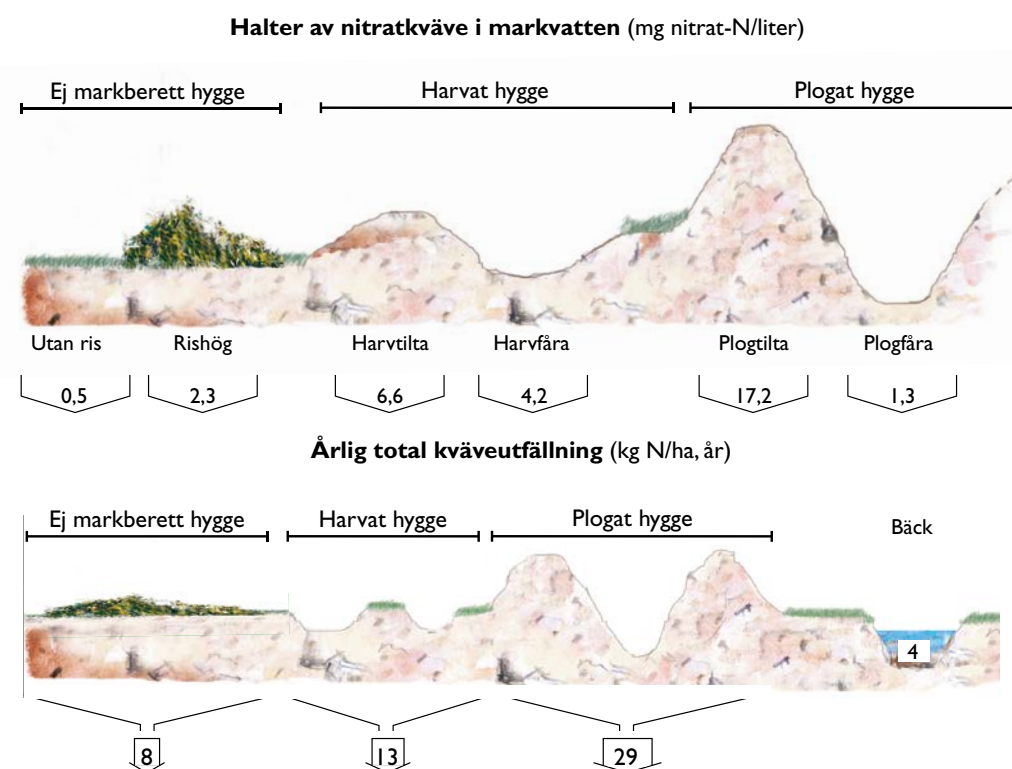 Halter av nitratkväve i markvatten (mg nitrat-N/liter)
Ej markberett hygge Harvat hygge Plogat hygge
Utan ris Rishög Harvtilta Harvfåra Plogtilta Plogfåra
0,5 2,3 6,6 4,2 17,2 1,3
Årlig total kväveutfällning (kg N/ha, år)
Ej markberett hygge Harvat hygge Plogat hygge Bäck
4
8 13 29